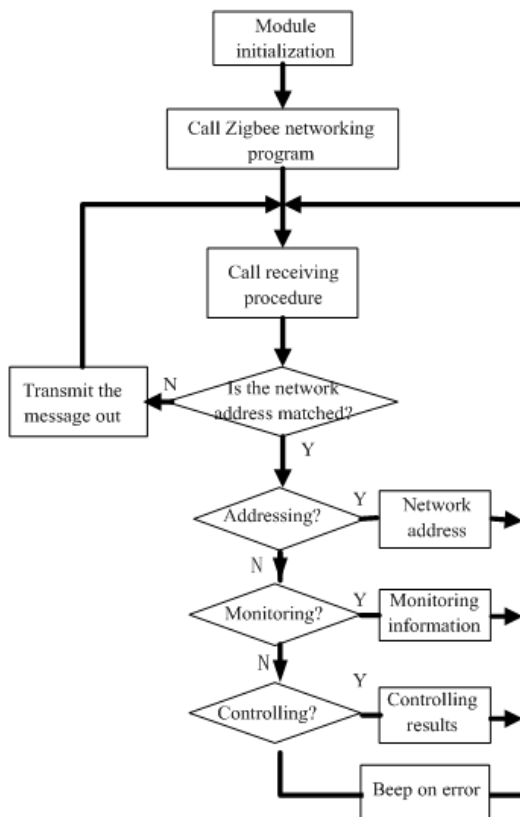 Module
initialization
Call Zigbee networking
program
Call receiving
procedure
Is the network
address matched?
N
Transmit the
message out
Y
Addressing?
Y
Network
address
N
Monitoring?
Y
Monitoring
information
N
Controlling?
Y
Controlling
results
Beep on error